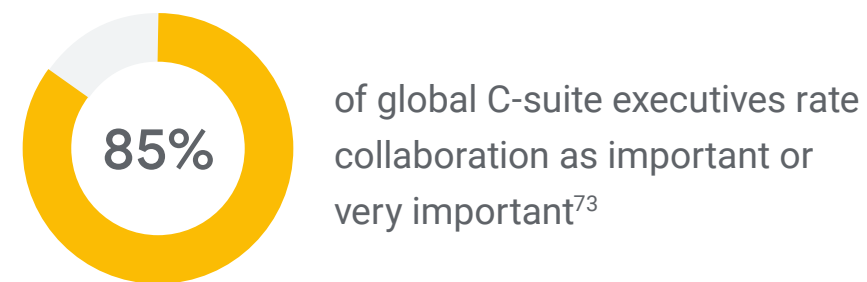 85%
of global C-suite executives rate
collaboration as important or
very important73